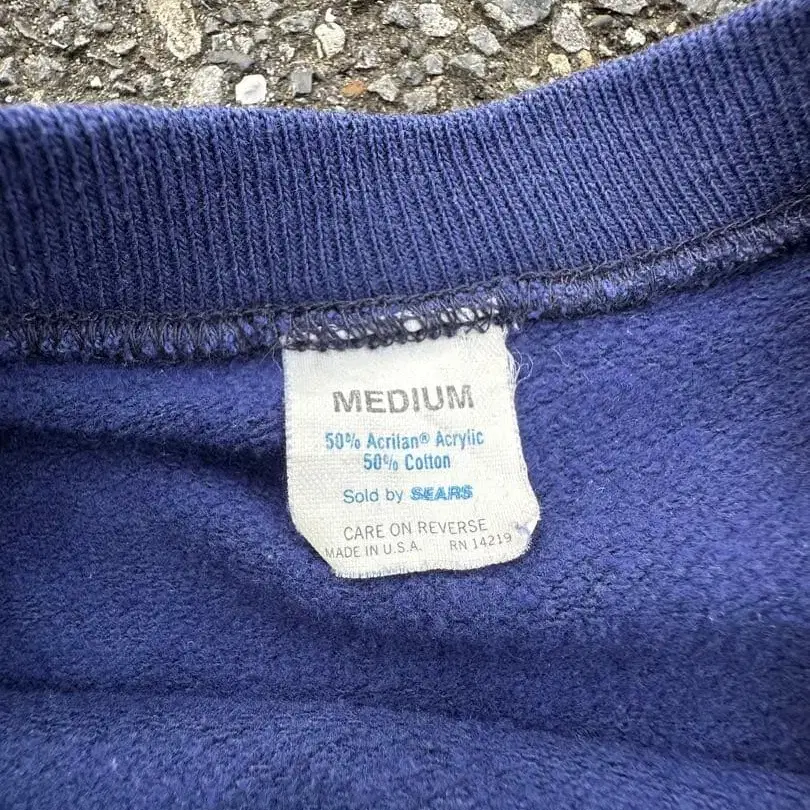 MEDIUM
50% Acrilan® Acrylic
50% Cotton
Sold by SEARS
CARE ON REVERSE
MADE IN U.S.A. RN 14219